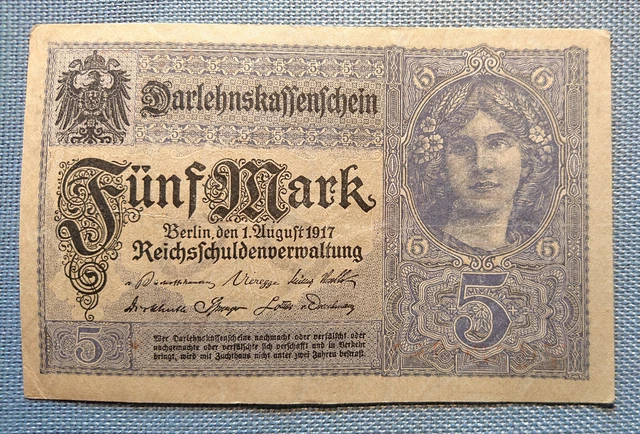 Darlehnskassenschein
Fünf Mark
Berlin, den 1. August 1917
Reichsschuldenverwaltung
5
5
5
5
5
5
Wer Darlehnskassenscheine nachmacht oder verfälscht oder
nachgemachte oder verfälschte sich verschafft und in Verkehr
bringt, wird mit Zuchthaus nicht unter zwei Jahren bestraft.